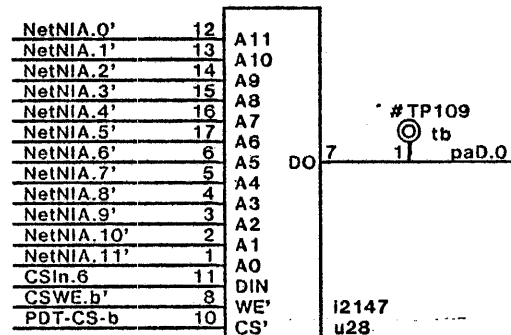 NetNIA.0' 12 A11
NetNIA.1' 13 A10
NetNIA.2' 14 A9
NetNIA.3' 15 A8
NetNIA.4' 16 A7
NetNIA.5' 17 A6
NetNIA.6' 6 A5
NetNIA.7' 5 A4
NetNIA.8' 4 A3
NetNIA.9' 3 A2
NetNIA.10' 2 A1
NetNIA.11' 1 A0
CSIn.6 11 DIN
CSWE.b' 8 WE'
PDT-CS-b 10 CS'
#TP109
tb
DO 7 1 paD.0
i2147
u28